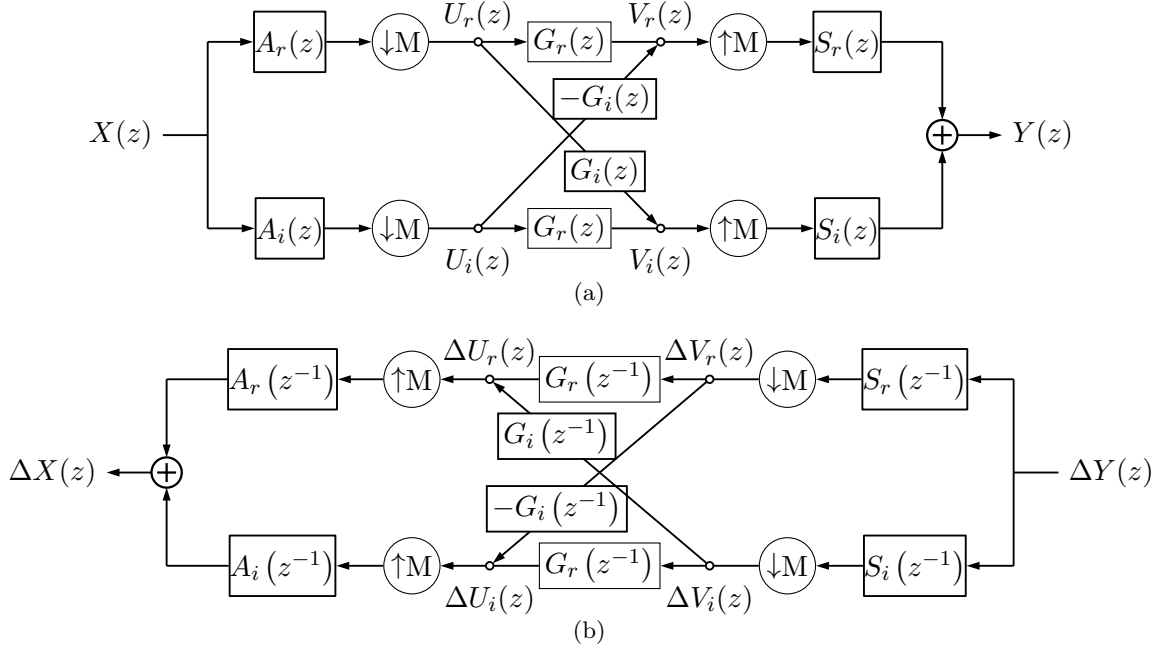 U_r(z) V_r(z)
A_r(z) ↓M G_r(z) ↑M S_r(z)
−G_i(z)
X(z) + Y(z)
G_i(z)
A_i(z) ↓M G_r(z) ↑M S_i(z)
U_i(z) V_i(z)
(a)
ΔU_r(z) ΔV_r(z)
A_r(z⁻¹) ↑M G_r(z⁻¹) ↓M S_r(z⁻¹)
G_i(z⁻¹)
ΔX(z) + ΔY(z)
−G_i(z⁻¹)
A_i(z⁻¹) ↑M G_r(z⁻¹) ↓M S_i(z⁻¹)
ΔU_i(z) ΔV_i(z)
(b)